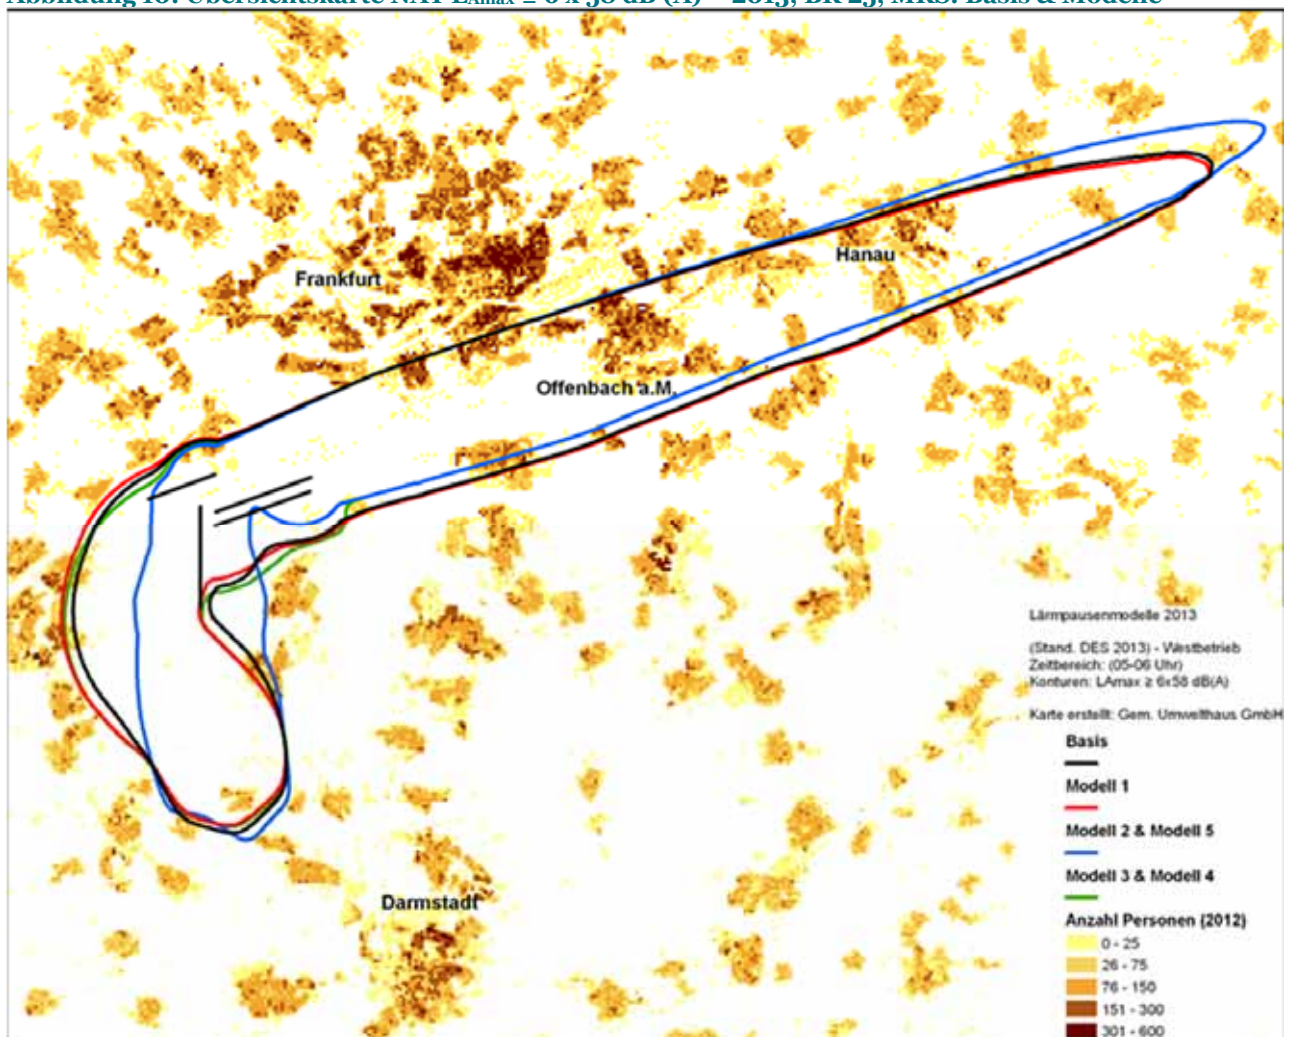 Frankfurt
Hanau
Offenbach a.M.
Darmstadt
Lärmpausenmodelle 2013
(Stand. DES 2013) - Westbetrieb
Zeitbereich: (05-06 Uhr)
Konturen: LAmax ≥ 6x58 dB(A)
Karte erstellt: Gem. Umwelthaus GmbH
Basis
Modell 1
Modell 2 & Modell 5
Modell 3 & Modell 4
Anzahl Personen (2012)
0 - 25
26 - 75
76 - 150
151 - 300
301 - 600